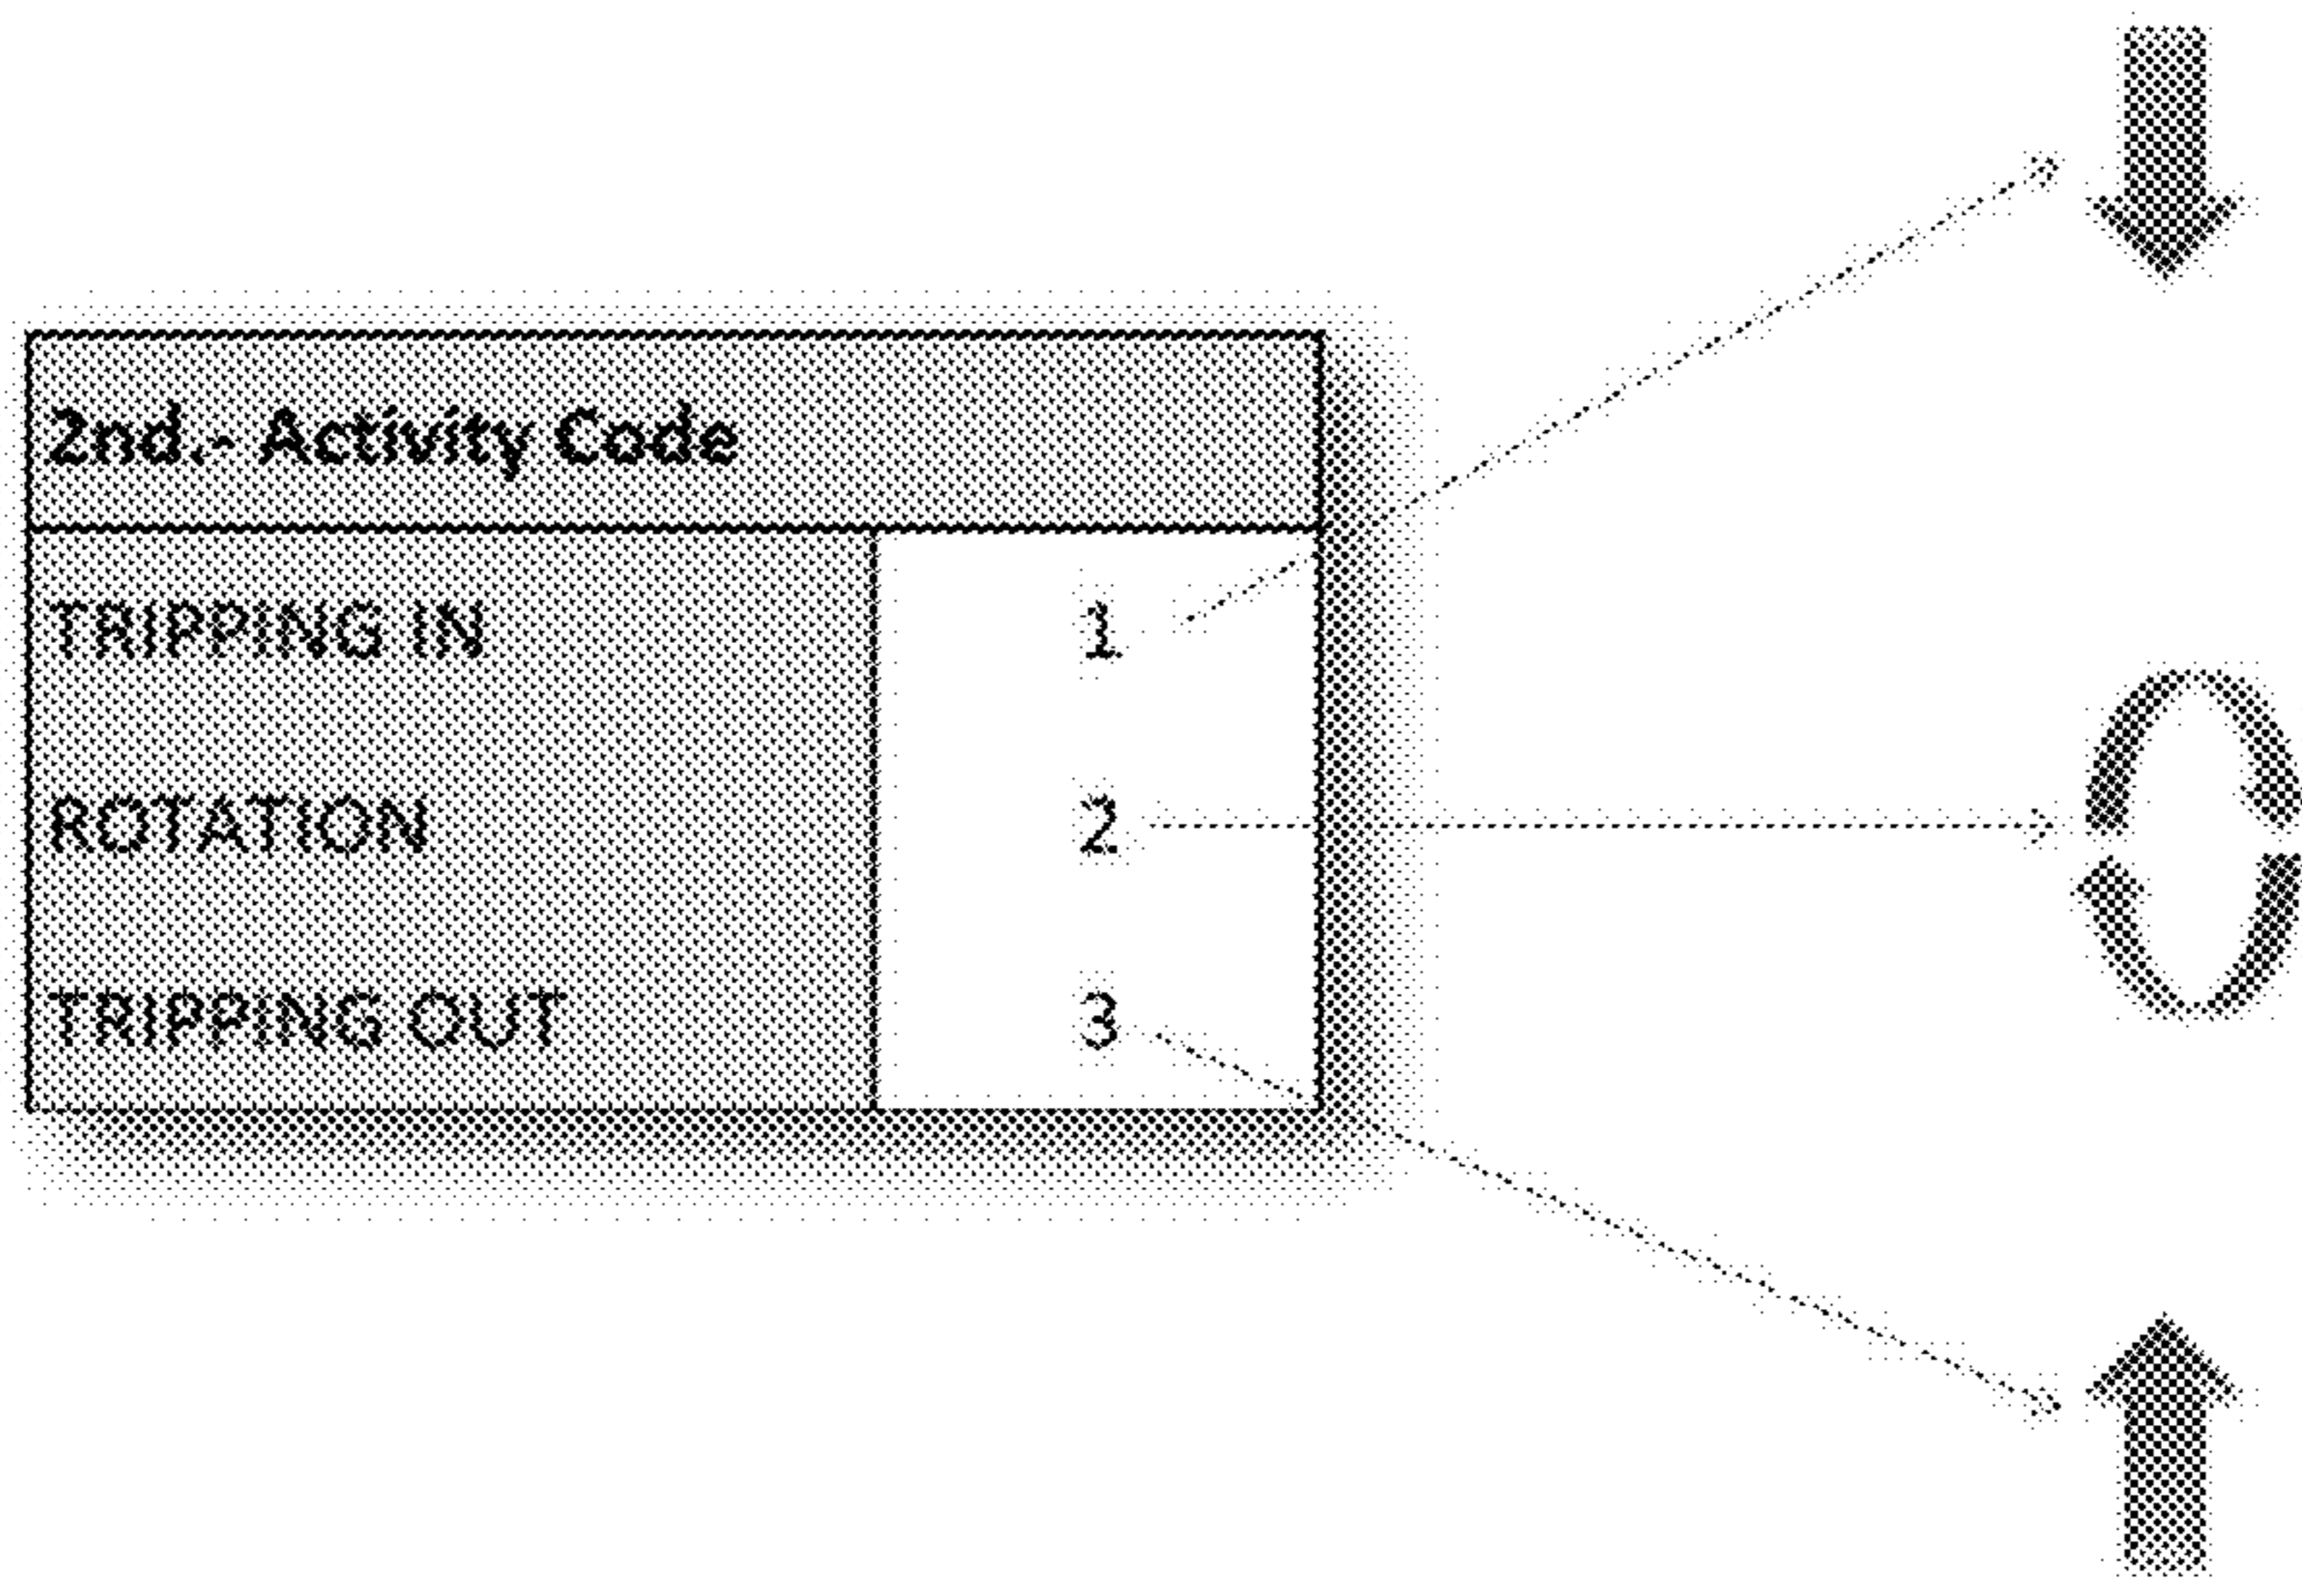 2nd.- Activity Code
TRIPPING IN 1
ROTATION 2
TRIPPING OUT 3